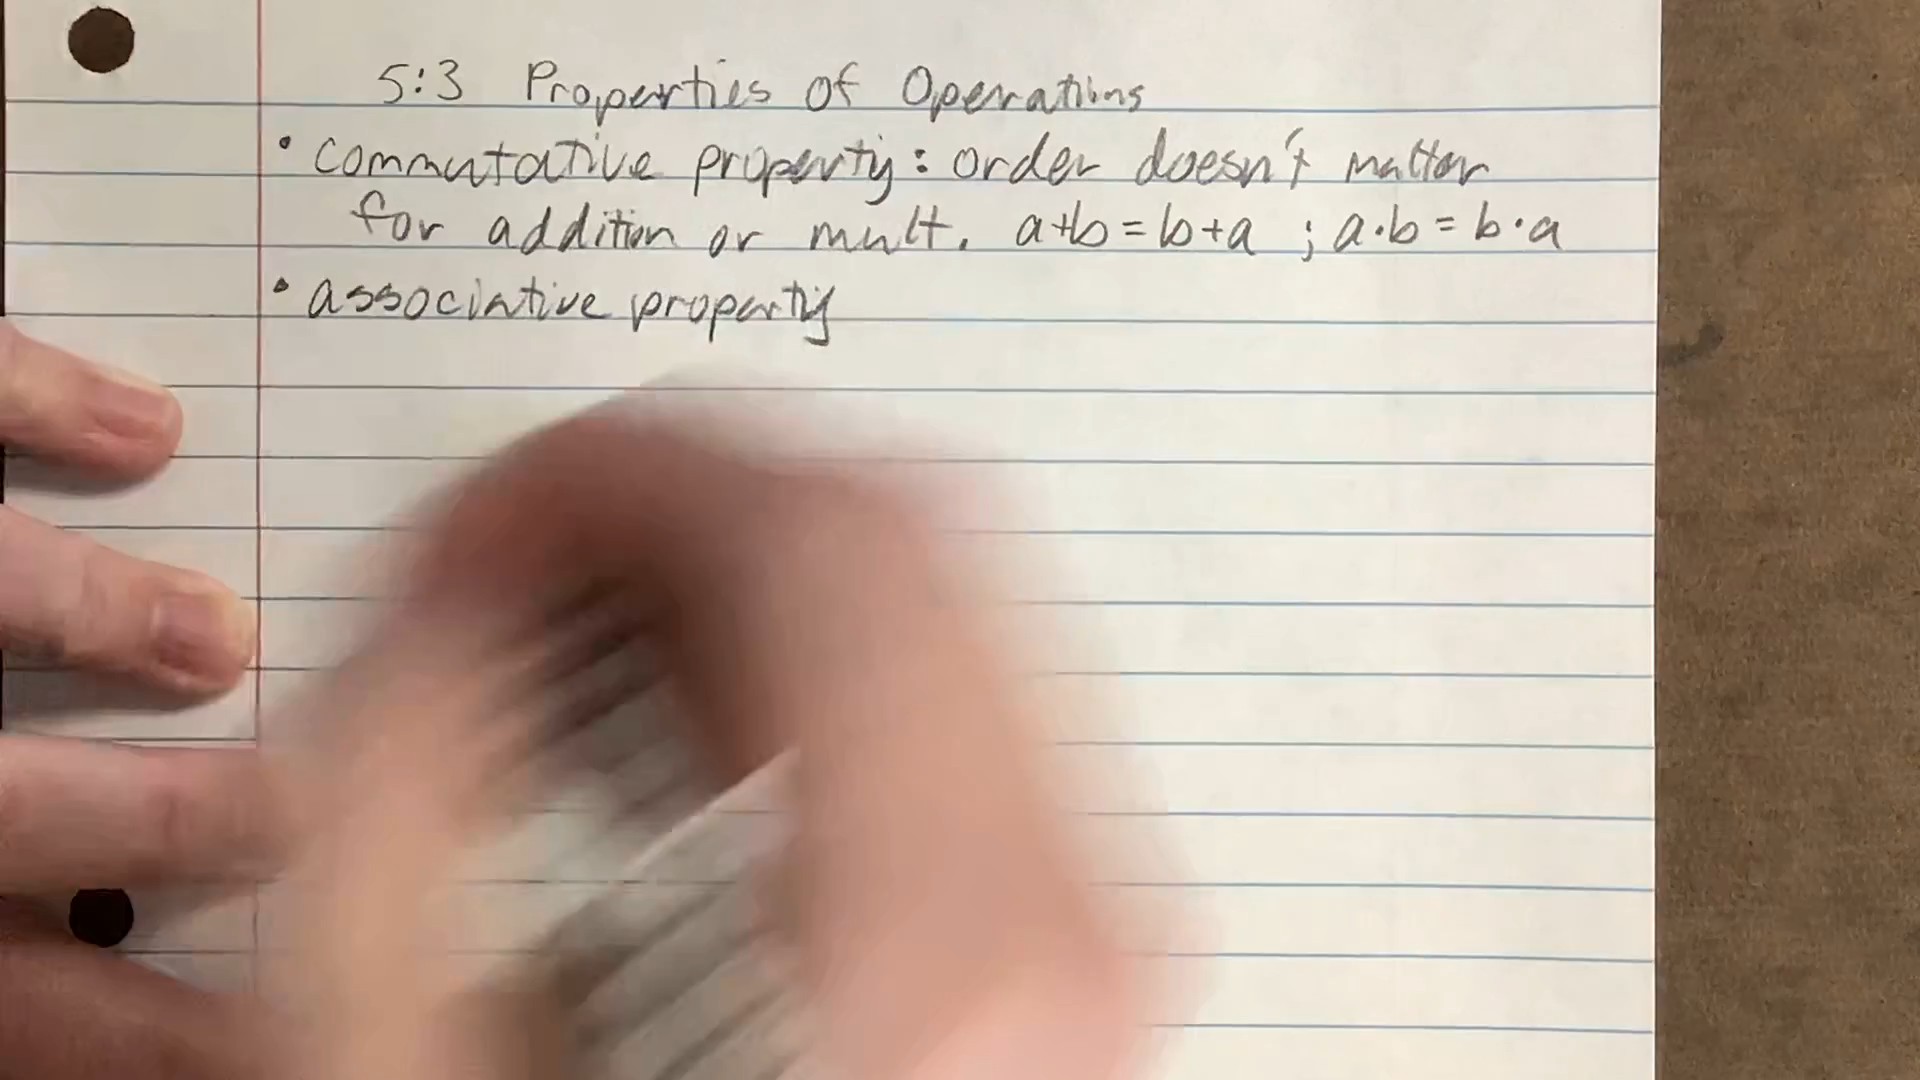 5:3 Properties of Operations
• commutative property: order doesn't matter
for addition or mult. a+b=b+a ; a·b=b·a
• associative property